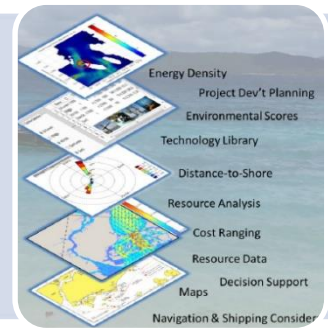 Energy Density
Project Dev't Planning
Environmental Scores
Technology Library
Distance-to-Shore
Resource Analysis
Cost Ranging
Resource Data
Decision Support
Maps
Navigation & Shipping Consider